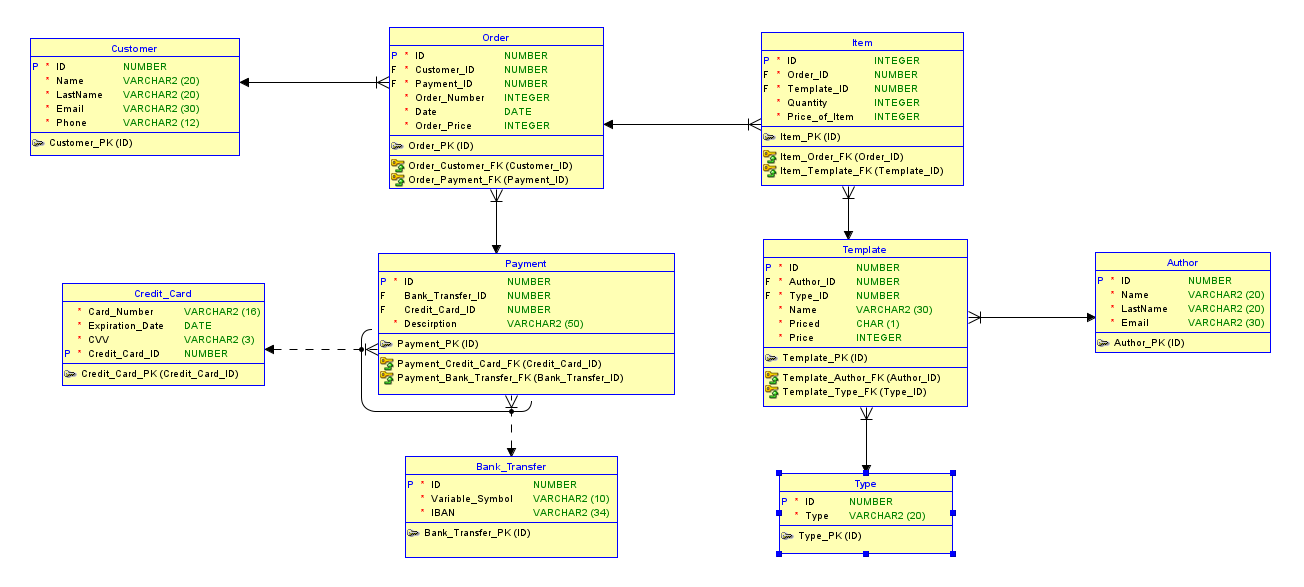 Customer
P * ID NUMBER
* Name VARCHAR2 (20)
* LastName VARCHAR2 (20)
* Email VARCHAR2 (30)
* Phone VARCHAR2 (12)
Customer_PK (ID)
Order
P * ID NUMBER
F * Customer_ID NUMBER
F * Payment_ID NUMBER
* Order_Number INTEGER
* Date DATE
* Order_Price INTEGER
Order_PK (ID)
Order_Customer_FK (Customer_ID)
Order_Payment_FK (Payment_ID)
Item
P * ID INTEGER
F * Order_ID NUMBER
F * Template_ID NUMBER
* Quantity INTEGER
* Price_of_Item INTEGER
Item_PK (ID)
Item_Order_FK (Order_ID)
Item_Template_FK (Template_ID)
Credit_Card
* Card_Number VARCHAR2 (16)
* Expiration_Date DATE
* CVV VARCHAR2 (3)
P * Credit_Card_ID NUMBER
Credit_Card_PK (Credit_Card_ID)
Payment
P * ID NUMBER
F Bank_Transfer_ID NUMBER
F Credit_Card_ID NUMBER
* Descirption VARCHAR2 (50)
Payment_PK (ID)
Payment_Credit_Card_FK (Credit_Card_ID)
Payment_Bank_Transfer_FK (Bank_Transfer_ID)
Template
P * ID NUMBER
F * Author_ID NUMBER
F * Type_ID NUMBER
* Name VARCHAR2 (30)
* Priced CHAR (1)
* Price INTEGER
Template_PK (ID)
Template_Author_FK (Author_ID)
Template_Type_FK (Type_ID)
Author
P * ID NUMBER
* Name VARCHAR2 (20)
* LastName VARCHAR2 (20)
* Email VARCHAR2 (30)
Author_PK (ID)
Bank_Transfer
P * ID NUMBER
* Variable_Symbol VARCHAR2 (10)
* IBAN VARCHAR2 (34)
Bank_Transfer_PK (ID)
Type
P * ID NUMBER
* Type VARCHAR2 (20)
Type_PK (ID)